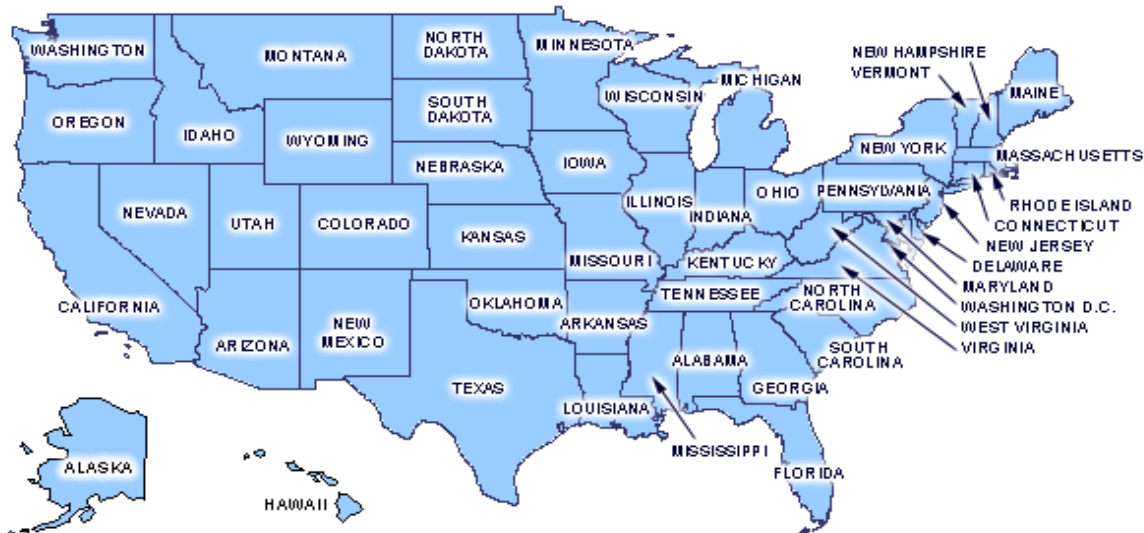 WASHINGTON
MONTANA
NORTH
DAKOTA
MINNESOTA
NEW HAMPSHIRE
VERMONT
MICHIGAN
MAINE
WISCONSIN
SOUTH
DAKOTA
OREGON
IDAHO
WYOMING
NEW YORK
MASSACHUSETTS
NEBRASKA
IOWA
ILLINOIS
INDIANA
OHIO
PENNSYLVANIA
RHODE ISLAND
NEVADA
UTAH
COLORADO
CONNECTICUT
KANSAS
NEW JERSEY
MISSOURI
KENTUCKY
DELAWARE
MARYLAND
CALIFORNIA
OKLAHOMA
TENNESSEE
NORTH
CAROLINA
WASHINGTON D.C.
WEST VIRGINIA
VIRGINIA
ARIZONA
NEW
MEXICO
ARKANSAS
SOUTH
CAROLINA
ALABAMA
TEXAS
GEORGIA
LOUISIANA
MISSISSIPPI
ALASKA
FLORIDA
HAWAII